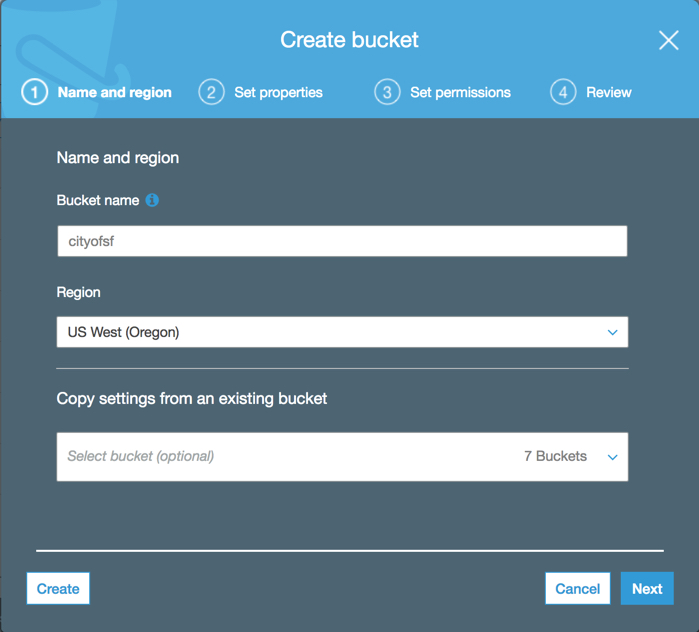 Create bucket
1 Name and region 2 Set properties 3 Set permissions 4 Review
Name and region
Bucket name i
cityofsf
Region
US West (Oregon)
Copy settings from an existing bucket
Select bucket (optional) 7 Buckets
Create Cancel Next